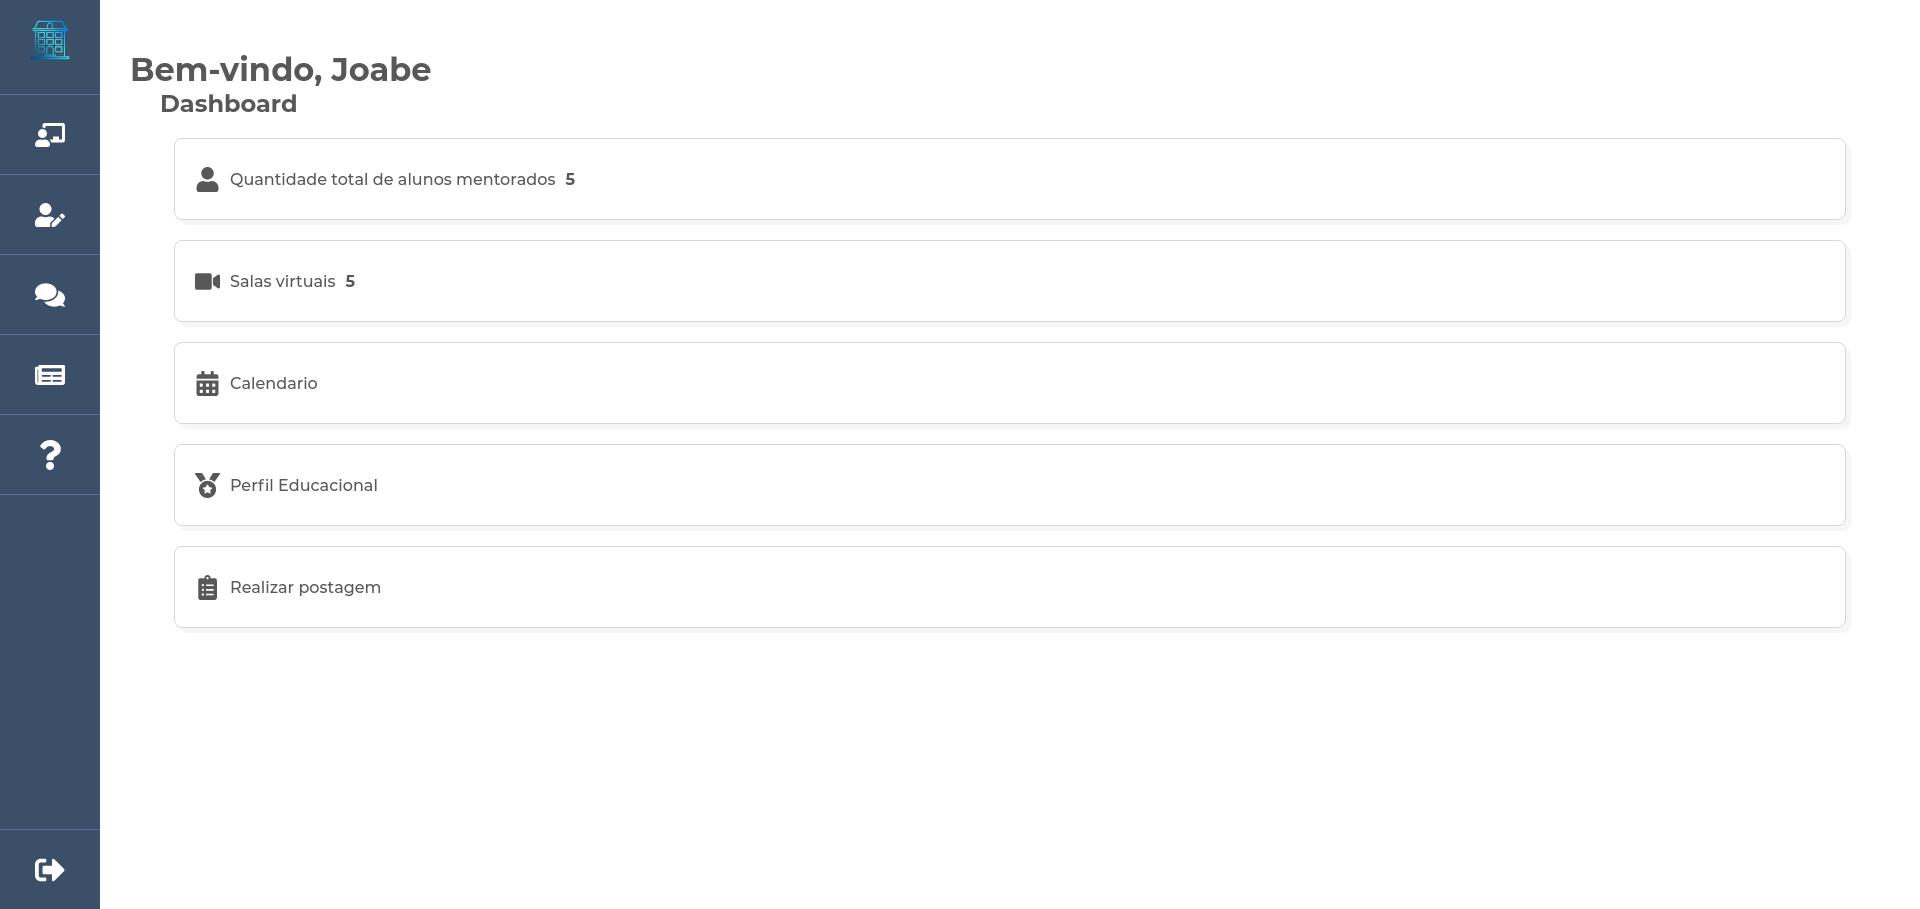 Bem-vindo, Joabe
Dashboard
Quantidade total de alunos mentorados 5
Salas virtuais 5
Calendario
Perfil Educacional
Realizar postagem